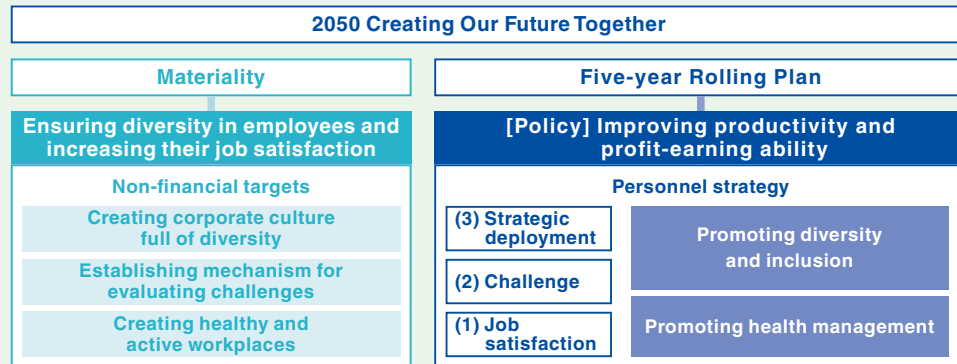 2050 Creating Our Future Together
Materiality
Ensuring diversity in employees and
increasing their job satisfaction
Non-financial targets
Creating corporate culture
full of diversity
Establishing mechanism for
evaluating challenges
Creating healthy and
active workplaces
Five-year Rolling Plan
[Policy] Improving productivity and
profit-earning ability
Personnel strategy
(3) Strategic
deployment
(2) Challenge
(1) Job
satisfaction
Promoting diversity
and inclusion
Promoting health management